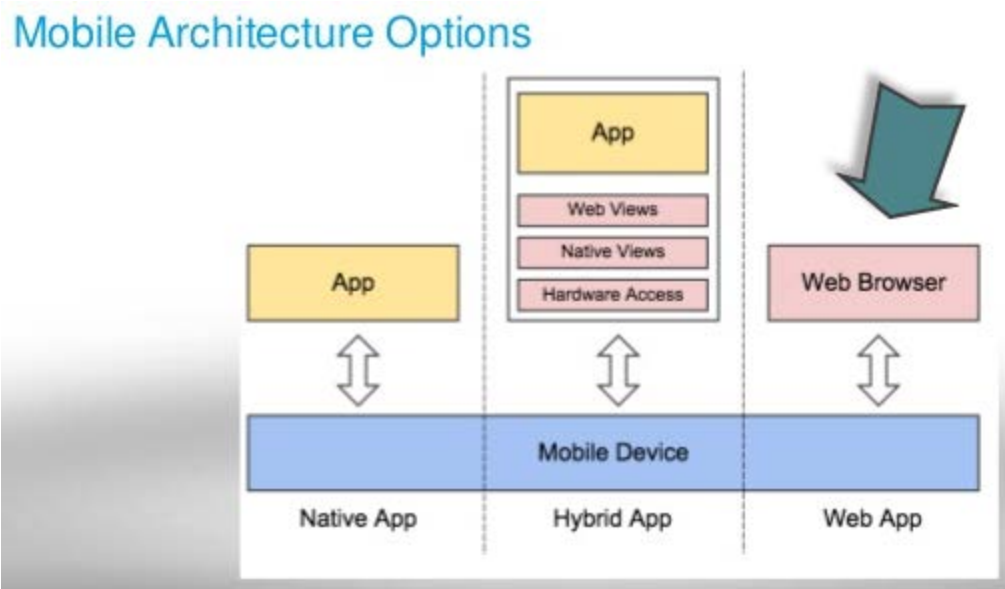 Mobile Architecture Options
App
Web Views
Native Views
Hardware Access
App
Web Browser
Mobile Device
Native App
Hybrid App
Web App